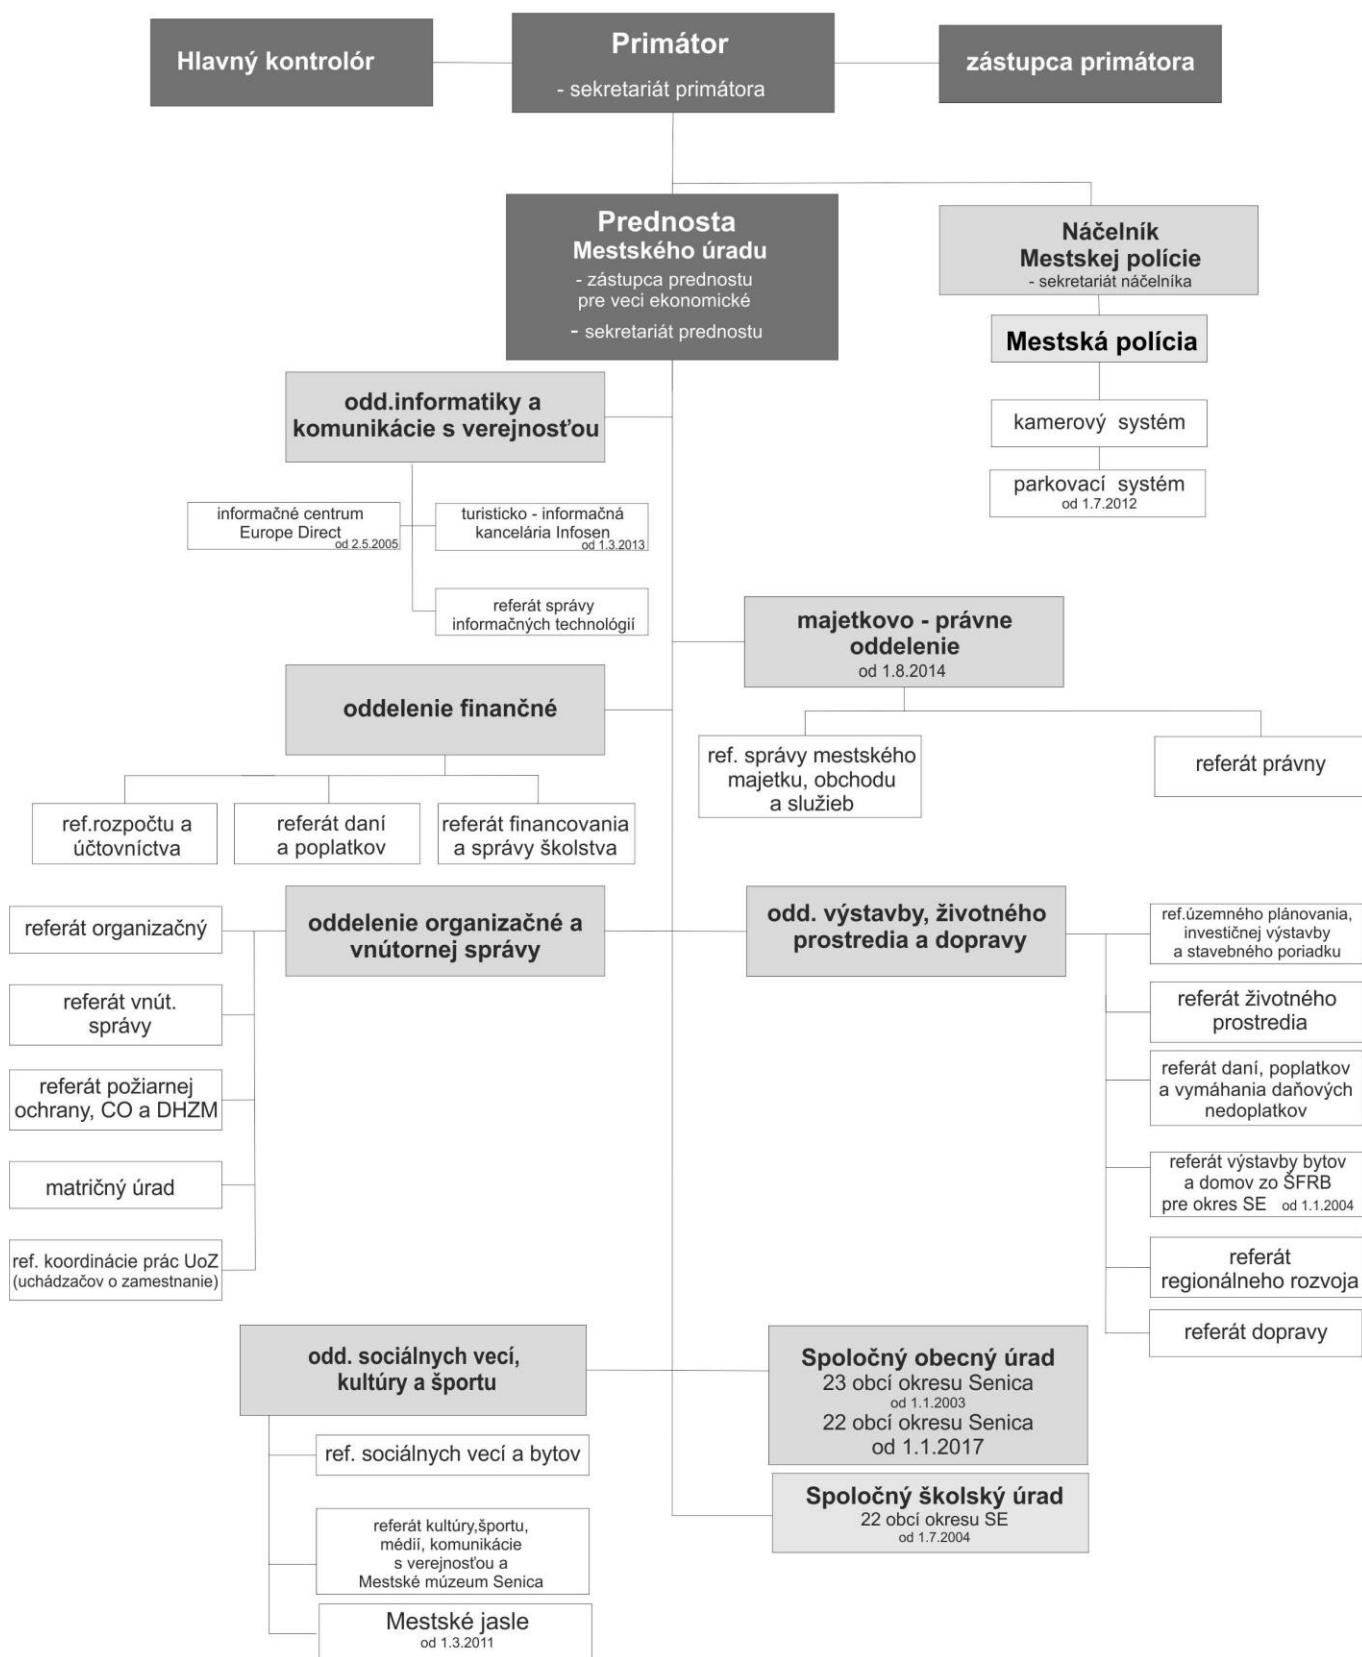 Hlavný kontrolór
Primátor
- sekretariát primátora
zástupca primátora
Prednosta
Mestského úradu
- zástupca prednostu
pre veci ekonomické
- sekretariát prednostu
Náčelník
Mestskej polície
- sekretariát náčelníka
Mestská polícia
kamerový systém
parkovací systém
od 1.7.2012
odd.informatiky a
komunikácie s verejnosťou
informačné centrum
Europe Direct
od 2.5.2005
turisticko - informačná
kancelária Infosen
od 1.3.2013
referát správy
informačných technológií
majetkovo - právne
oddelenie
od 1.8.2014
ref. správy mestského
majetku, obchodu
a služieb
referát právny
oddelenie finančné
ref.rozpočtu a
účtovníctva
referát daní
a poplatkov
referát financovania
a správy školstva
oddelenie organizačné a
vnútornej správy
referát organizačný
referát vnút.
správy
referát požiarnej
ochrany, CO a DHZM
matričný úrad
ref. koordinácie prác UoZ
(uchádzačov o zamestnanie)
odd. výstavby, životného
prostredia a dopravy
ref.územného plánovania,
investičnej výstavby
a stavebného poriadku
referát životného
prostredia
referát daní, poplatkov
a vymáhania daňových
nedoplatkov
referát výstavby bytov
a domov zo ŠFRB
pre okres SE od 1.1.2004
referát
regionálneho rozvoja
referát dopravy
odd. sociálnych vecí,
kultúry a športu
ref. sociálnych vecí a bytov
referát kultúry,športu,
médií, komunikácie
s verejnosťou a
Mestské múzeum Senica
Mestské jasle
od 1.3.2011
Spoločný obecný úrad
23 obcí okresu Senica
od 1.1.2003
22 obcí okresu Senica
od 1.1.2017
Spoločný školský úrad
22 obcí okresu SE
od 1.7.2004